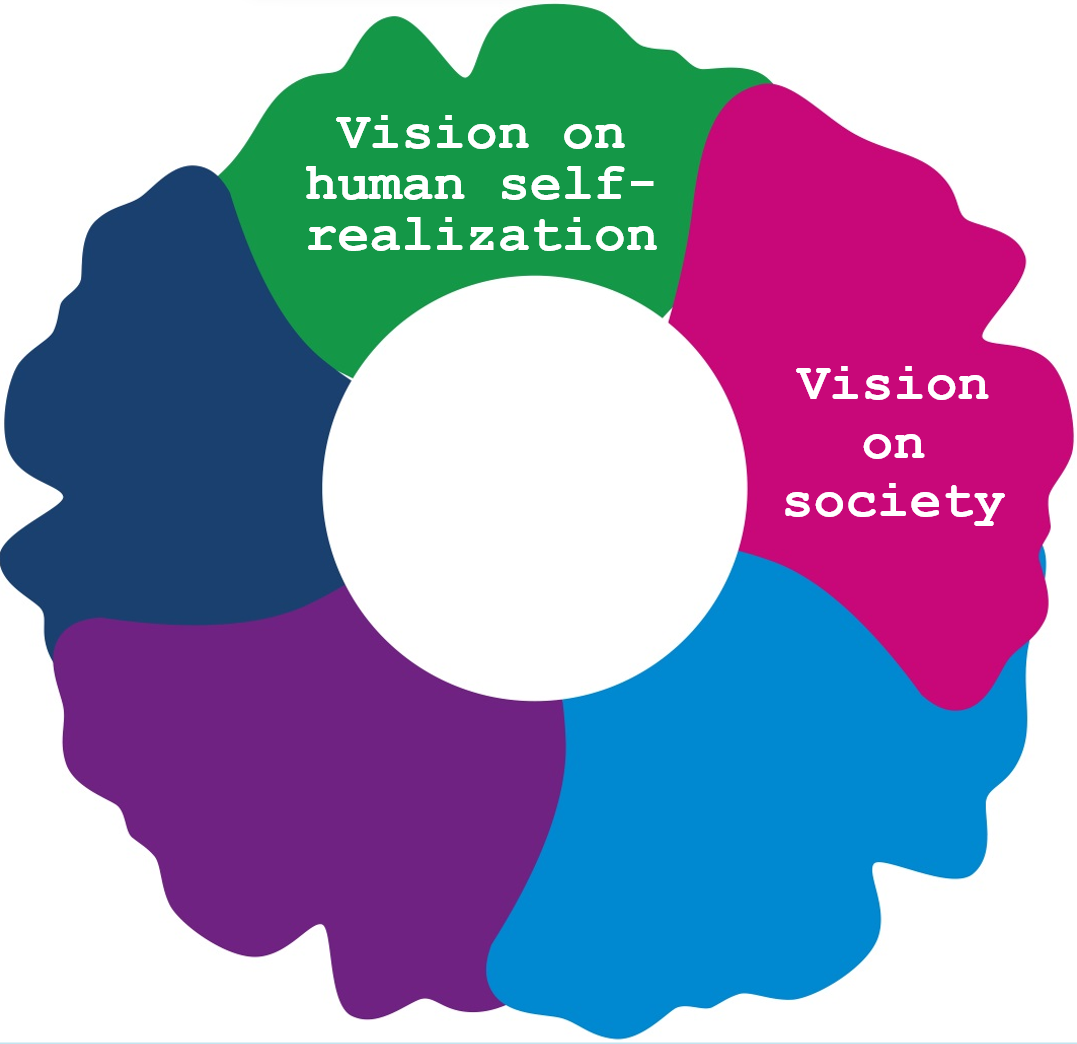 Vision on
human self-
realization
Vision
on
society